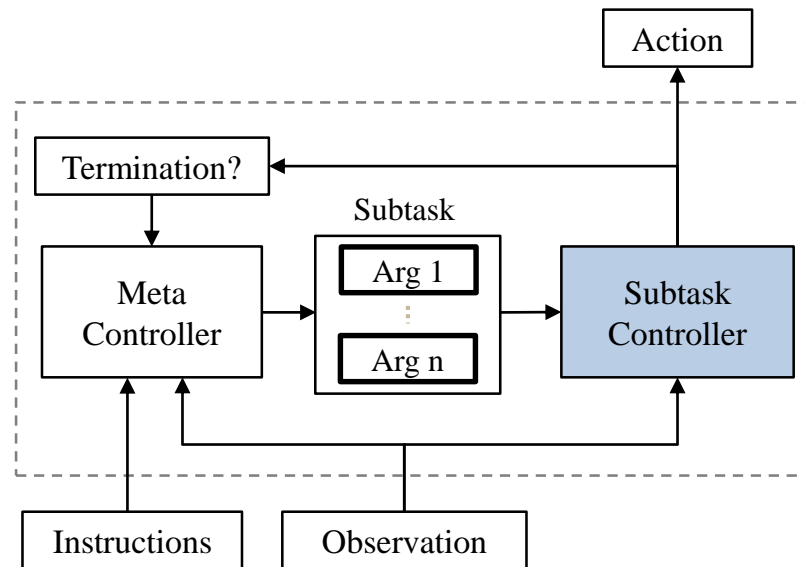 Action
Termination?
Subtask
Meta
Controller
Arg 1
Arg n
Subtask
Controller
Instructions
Observation